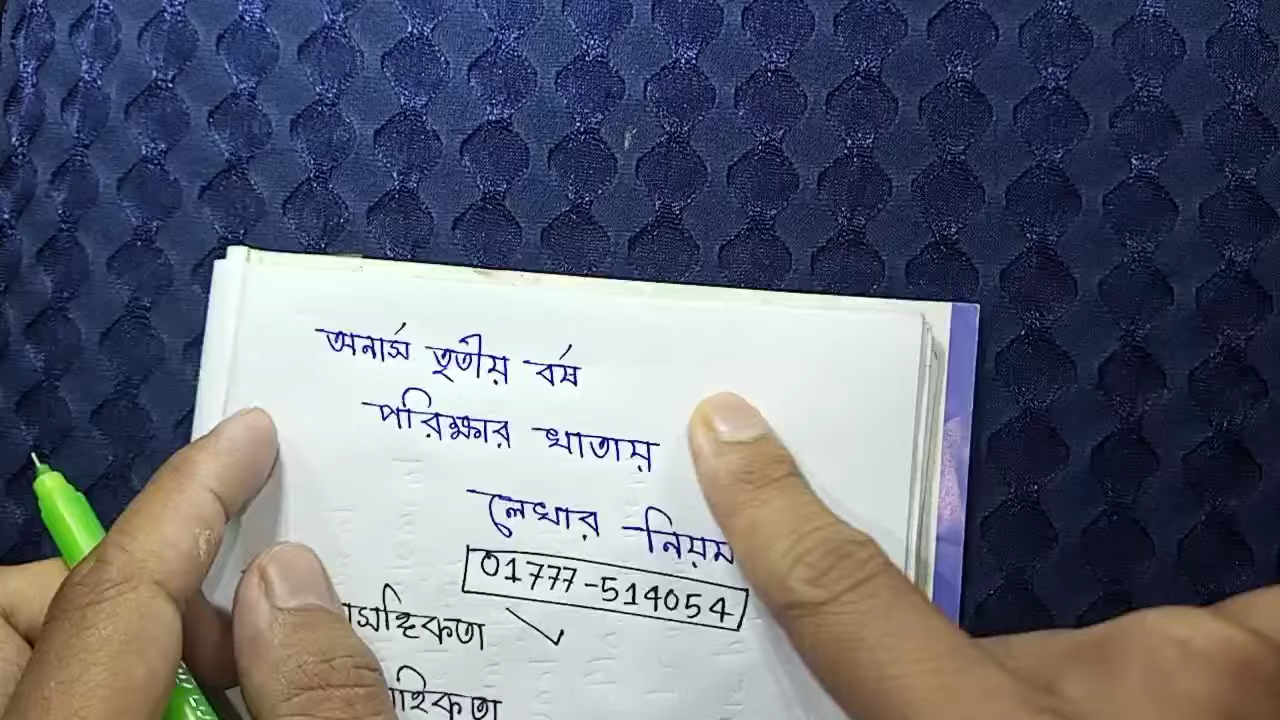 অনার্স তৃতীয় বর্ষ
পরিক্ষার খাতায়
লেখার নিয়ম
01777-514054